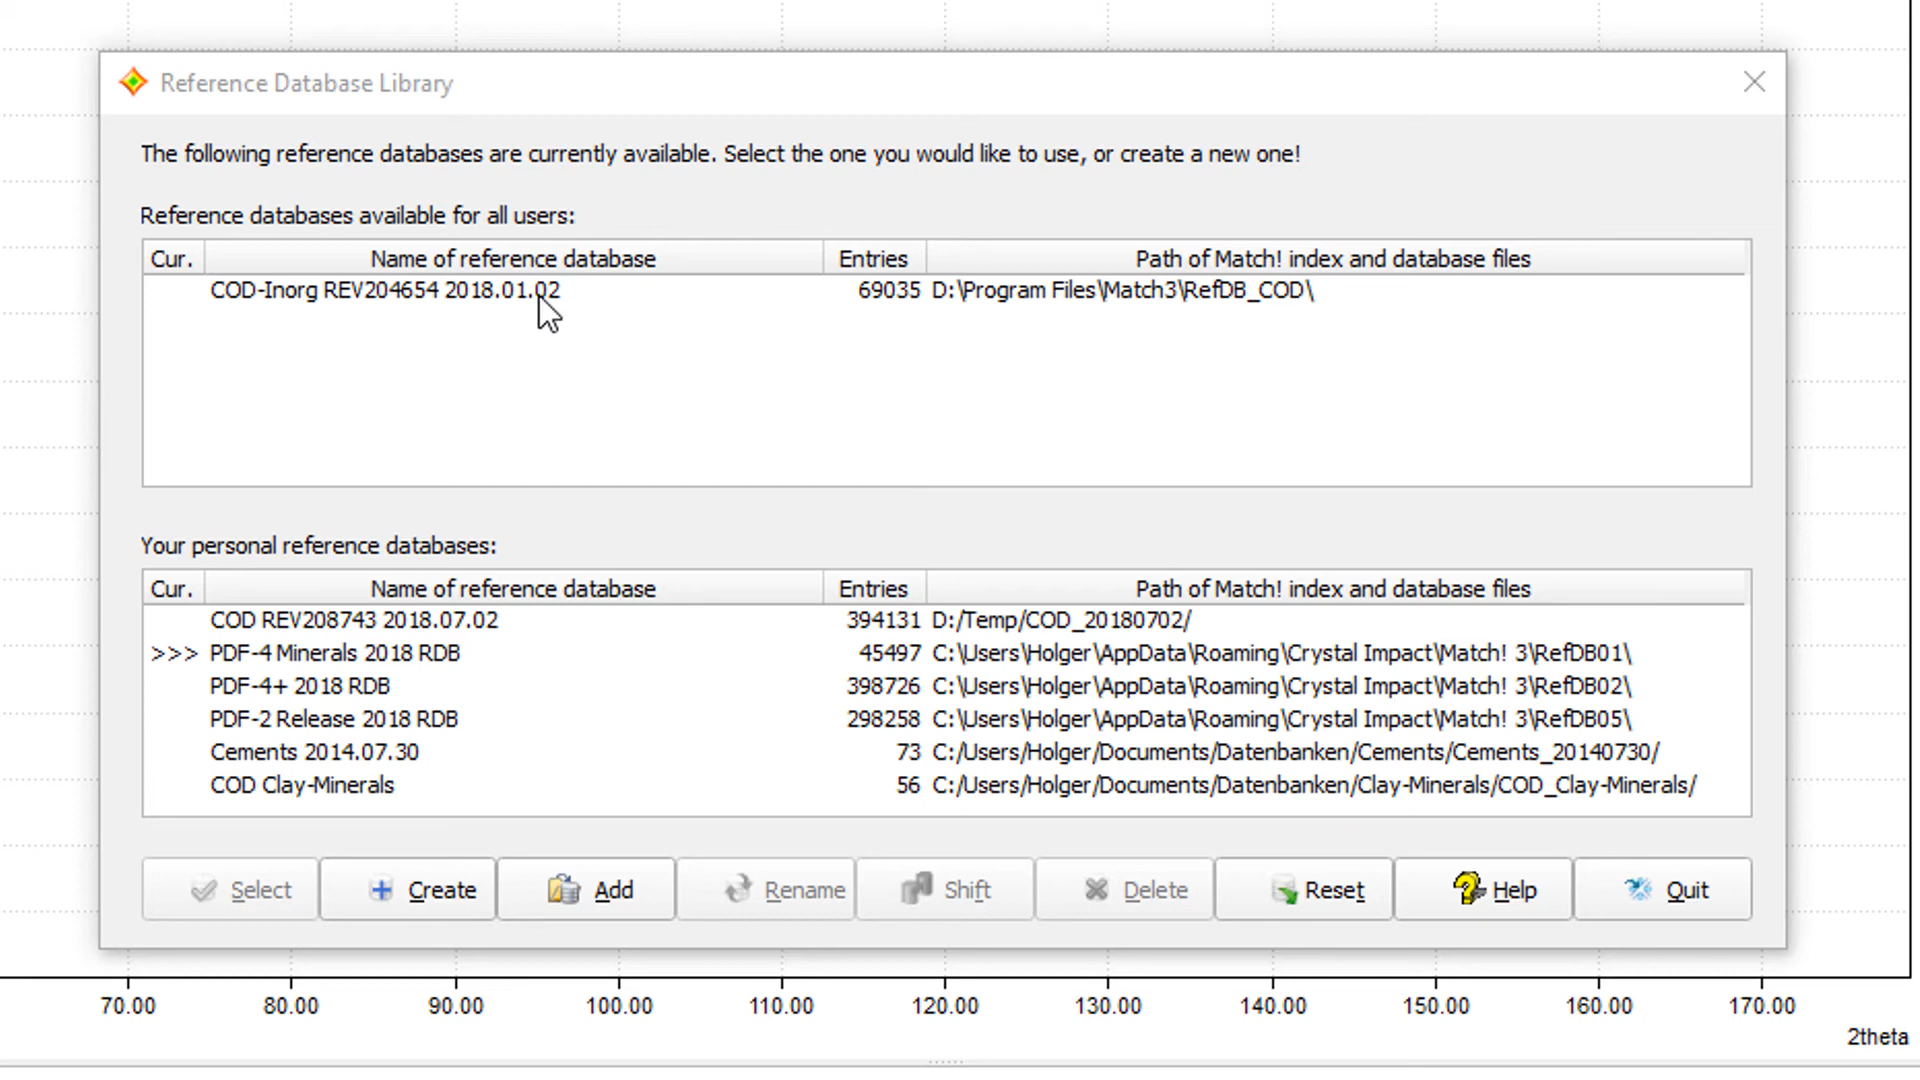 Reference Database Library
The following reference databases are currently available. Select the one you would like to use, or create a new one!
Reference databases available for all users:
Cur. Name of reference database Entries Path of Match! index and database files
COD-Inorg REV204654 2018.01.02 69035 D:\Program Files\Match3\RefDB_COD\
Your personal reference databases:
Cur. Name of reference database Entries Path of Match! index and database files
COD REV208743 2018.07.02 394131 D:/Temp/COD_20180702/
>>> PDF-4 Minerals 2018 RDB 45497 C:\Users\Holger\AppData\Roaming\Crystal Impact\Match! 3\RefDB01\
PDF-4+ 2018 RDB 398726 C:\Users\Holger\AppData\Roaming\Crystal Impact\Match! 3\RefDB02\
PDF-2 Release 2018 RDB 298258 C:\Users\Holger\AppData\Roaming\Crystal Impact\Match! 3\RefDB05\
Cements 2014.07.30 73 C:/Users/Holger/Documents/Datenbanken/Cements/Cements_20140730/
COD Clay-Minerals 56 C:/Users/Holger/Documents/Datenbanken/Clay-Minerals/COD_Clay-Minerals/
Select Create Add Rename Shift Delete Reset Help Quit
70.00 80.00 90.00 100.00 110.00 120.00 130.00 140.00 150.00 160.00 170.00
2theta